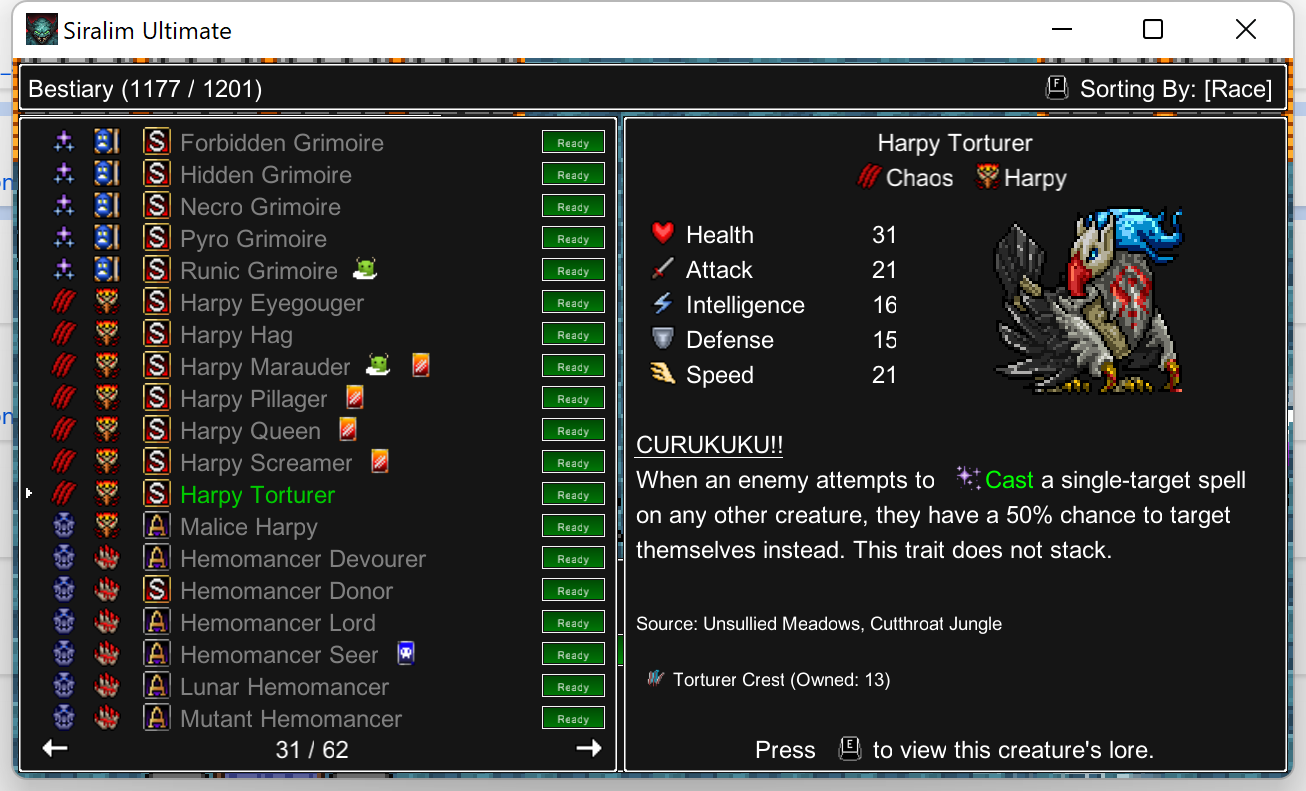 Siralim Ultimate
Bestiary (1177 / 1201)
F Sorting By: [Race]
S Forbidden Grimoire Ready
S Hidden Grimoire Ready
S Necro Grimoire Ready
S Pyro Grimoire Ready
S Runic Grimoire Ready
S Harpy Eyegouger Ready
S Harpy Hag Ready
S Harpy Marauder Ready
S Harpy Pillager Ready
S Harpy Queen Ready
S Harpy Screamer Ready
S Harpy Torturer Ready
A Malice Harpy Ready
A Hemomancer Devourer Ready
S Hemomancer Donor Ready
A Hemomancer Lord Ready
A Hemomancer Seer Ready
A Lunar Hemomancer Ready
A Mutant Hemomancer Ready
31 / 62
Harpy Torturer
Chaos Harpy
Health 31
Attack 21
Intelligence 16
Defense 15
Speed 21
CURUKUKU!!
When an enemy attempts to Cast a single-target spell
on any other creature, they have a 50% chance to target
themselves instead. This trait does not stack.
Source: Unsullied Meadows, Cutthroat Jungle
Torturer Crest (Owned: 13)
Press E to view this creature's lore.